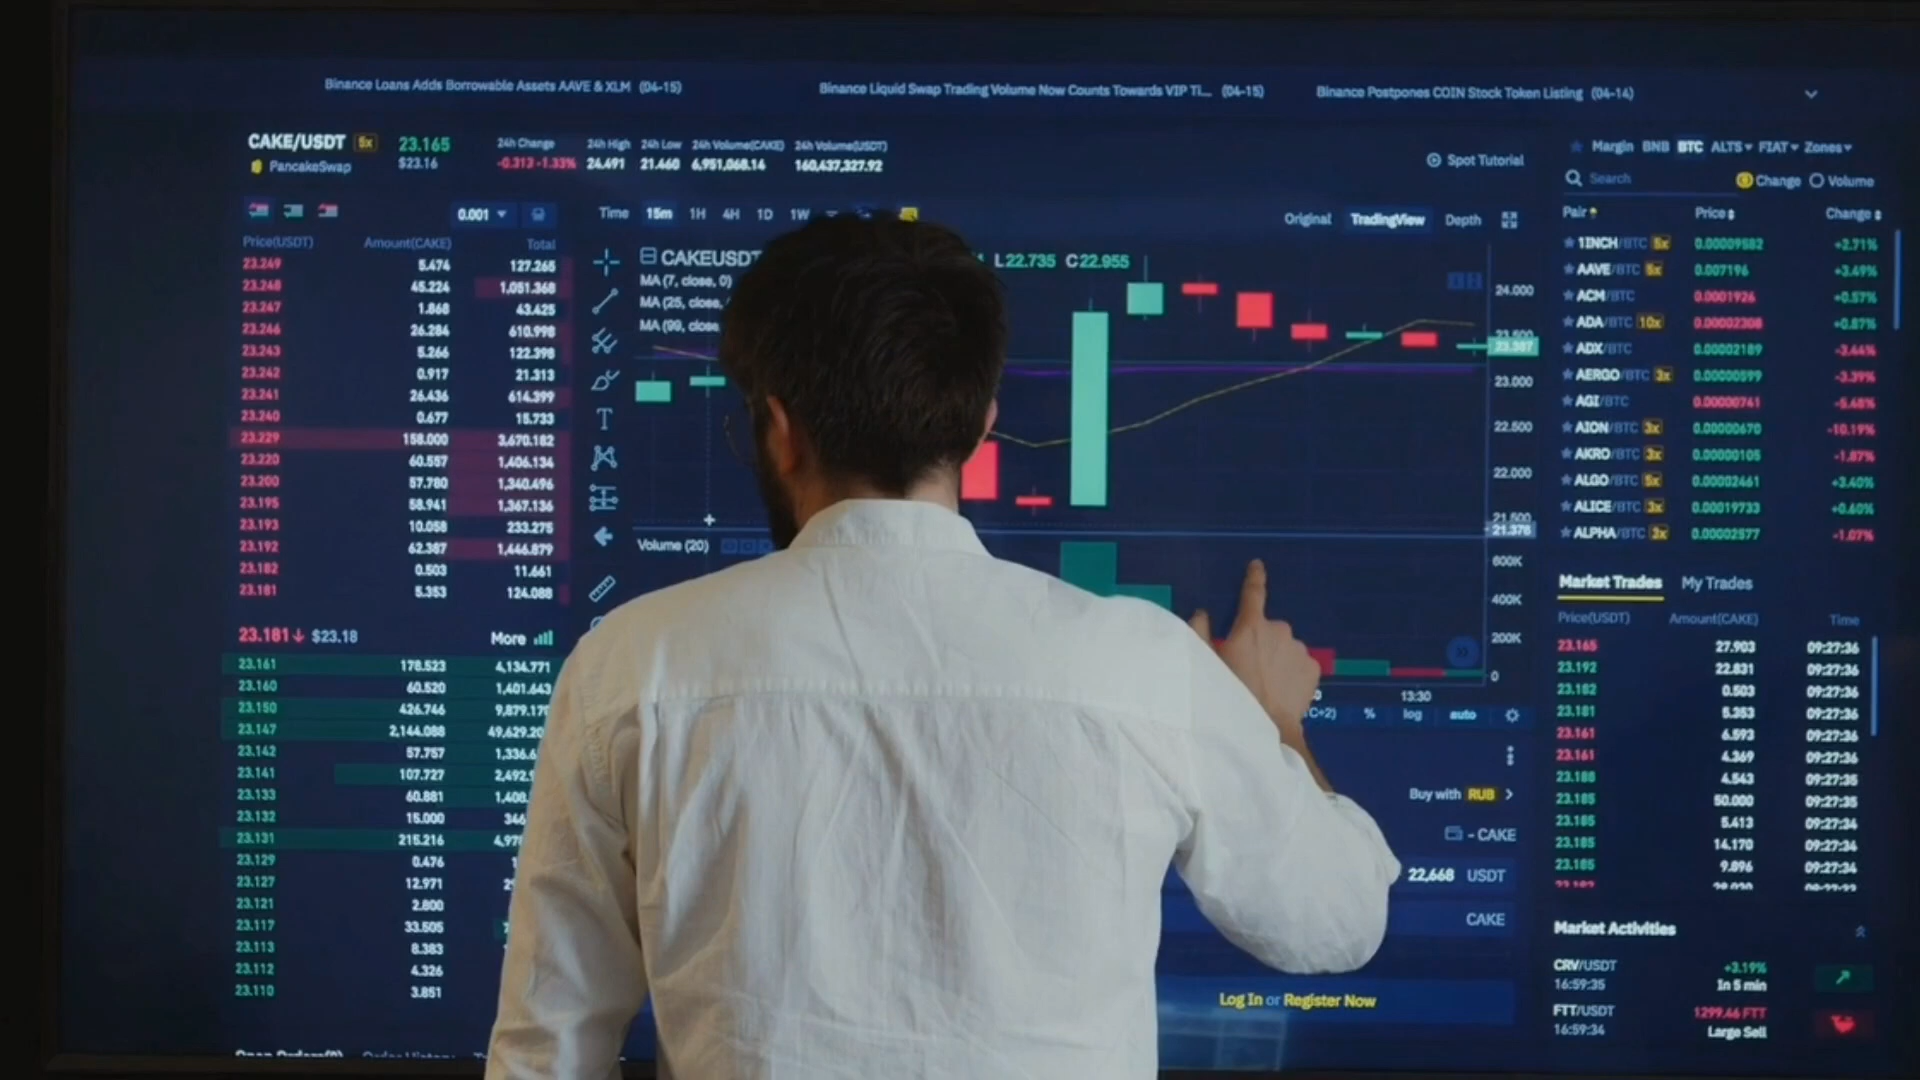 Binance Loans Adds Borrowable Assets AAVE & XLM (04-15)
Binance Liquid Swap Trading Volume Now Counts Towards VIP Ti... (04-15)
Binance Postpones COIN Stock Token Listing (04-14)
CAKE/USDT 5x 23.165
PancakeSwap $23.16
24h Change 24h High 24h Low 24h Volume(CAKE) 24h Volume(USDT)
-0.313 -1.33% 24.491 21.460 6,951,068.14 160,437,327.92
Spot Tutorial
0.001
Price(USDT) Amount(CAKE) Total
23.249 5.474 127.265
23.248 45.224 1,051.368
23.247 1.868 43.425
23.246 26.284 610.998
23.243 5.266 122.398
23.242 0.917 21.313
23.241 26.436 614.399
23.240 0.677 15.733
23.229 158.000 3,670.182
23.220 60.557 1,406.134
23.200 57.780 1,340.496
23.195 58.941 1,367.136
23.193 10.058 233.275
23.192 62.387 1,446.879
23.182 0.503 11.661
23.181 5.353 124.088
23.181↓ $23.18 More
23.161 178.523 4,134.771
23.160 60.520 1,401.643
23.150 426.746
23.147 2,144.088
23.142 57.757
23.141 107.727
23.133 60.881
23.132 15.000 346
23.131 215.216
23.129 0.476
23.127 12.971
23.121 2.800
23.117 33.505
23.113 8.383
23.112 4.326
23.110 3.851
Time 15m 1H 4H 1D 1W
Original TradingView Depth
CAKEUSDT L22.735 C22.955
MA (7, close, 0)
MA (25, close,
MA (99, close
24.000
23.500
23.387
23.000
22.500
22.000
21.500
21.376
Volume (20)
600K
400K
200K
0
13:30
% log auto
Buy with RUB
- CAKE
22,668 USDT
CAKE
Log In or Register Now
Margin BNB BTC ALTS FIAT Zones
Search Change Volume
Pair Price Change
1INCH/BTC 5x 0.00009582 +2.71%
AAVE/BTC 5x 0.007196 +3.49%
ACM/BTC 0.0001926 +0.57%
ADA/BTC 10x 0.00002308 +0.87%
ADX/BTC 0.00002189 -3.44%
AERGO/BTC 3x 0.00000599 -3.39%
AGI/BTC 0.00000741 -5.48%
AION/BTC 3x 0.00000670 -10.19%
AKRO/BTC 3x 0.00000105 -1.87%
ALGO/BTC 5x 0.00002461 +3.40%
ALICE/BTC 3x 0.00019733 +0.60%
ALPHA/BTC 3x 0.00002577 -1.07%
Market Trades My Trades
Price(USDT) Amount(CAKE) Time
23.165 27.903 09:27:36
23.192 22.831 09:27:36
23.182 0.503 09:27:36
23.181 5.353 09:27:36
23.161 6.593 09:27:36
23.161 4.369 09:27:36
23.188 4.543 09:27:35
23.185 50.000 09:27:35
23.185 5.413 09:27:34
23.185 14.170 09:27:34
23.185 9.896 09:27:34
Market Activities
CRV/USDT +3.19%
16:59:35 In 5 min
FTT/USDT 1299.46 FTT
16:59:34 Large Sell